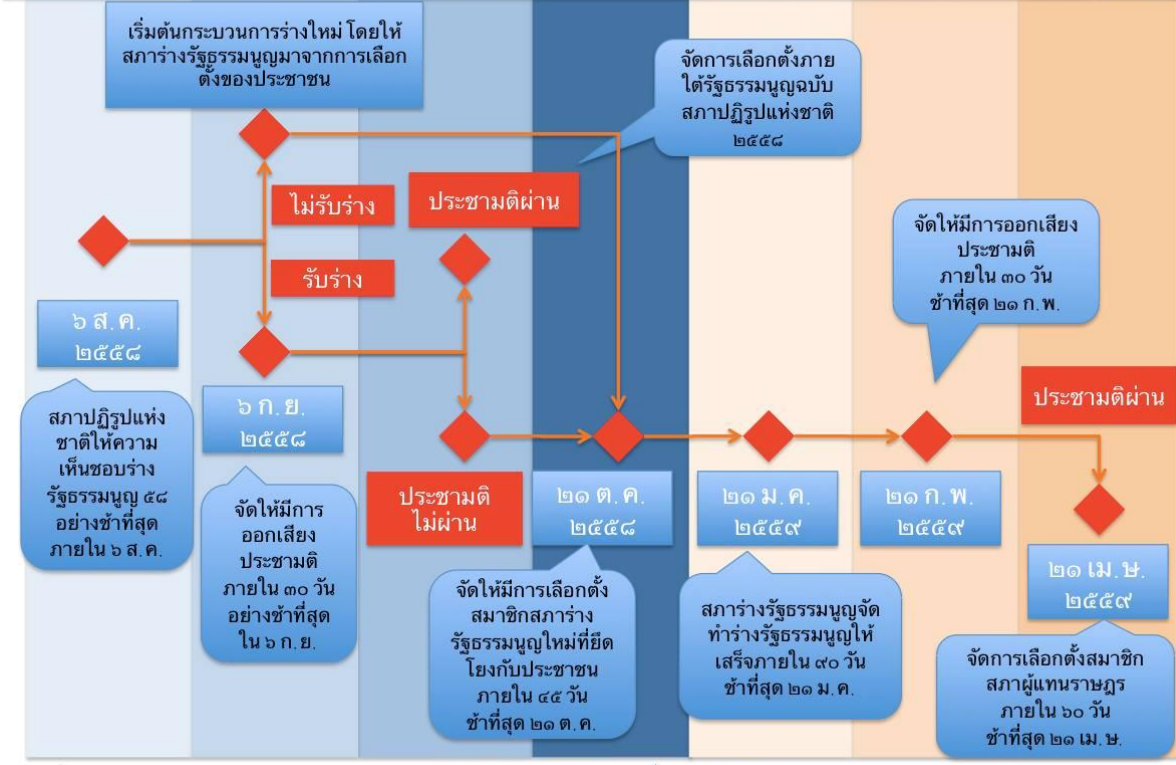 เริ่มต้นกระบวนการร่างใหม่ โดยให้
สภาร่างรัฐธรรมนูญมาจากการเลือก
ตั้งของประชาชน
จัดการเลือกตั้งภาย
ใต้รัฐธรรมนูญฉบับ
สภาปฏิรูปแห่งชาติ
๒๕๕๘
ไม่รับร่าง
ประชามติผ่าน
รับร่าง
จัดให้มีการออกเสียง
ประชามติ
ภายใน ๓๐ วัน
ช้าที่สุด ๒๑ ก.พ.
๖ ส.ค.
๒๕๕๘
สภาปฏิรูปแห่ง
ชาติให้ความ
เห็นชอบร่าง
รัฐธรรมนูญ ๕๘
อย่างช้าที่สุด
ภายใน ๖ ส.ค.
๖ ก.ย.
๒๕๕๘
จัดให้มีการ
ออกเสียง
ประชามติ
ภายใน ๓๐ วัน
อย่างช้าที่สุด
ใน ๖ ก.ย.
ประชามติ
ไม่ผ่าน
๒๑ ต.ค.
๒๕๕๘
จัดให้มีการเลือกตั้ง
สมาชิกสภาร่าง
รัฐธรรมนูญใหม่ที่ยึด
โยงกับประชาชน
ภายใน ๔๕ วัน
ช้าที่สุด ๒๑ ต.ค.
๒๑ ม.ค.
๒๕๕๙
สภาร่างรัฐธรรมนูญจัด
ทำร่างรัฐธรรมนูญให้
เสร็จภายใน ๙๐ วัน
ช้าที่สุด ๒๑ ม.ค.
๒๑ ก.พ.
๒๕๕๙
ประชามติผ่าน
๒๑ เม.ษ.
๒๕๕๙
จัดการเลือกตั้งสมาชิก
สภาผู้แทนราษฎร
ภายใน ๖๐ วัน
ช้าที่สุด ๒๑ เม.ษ.